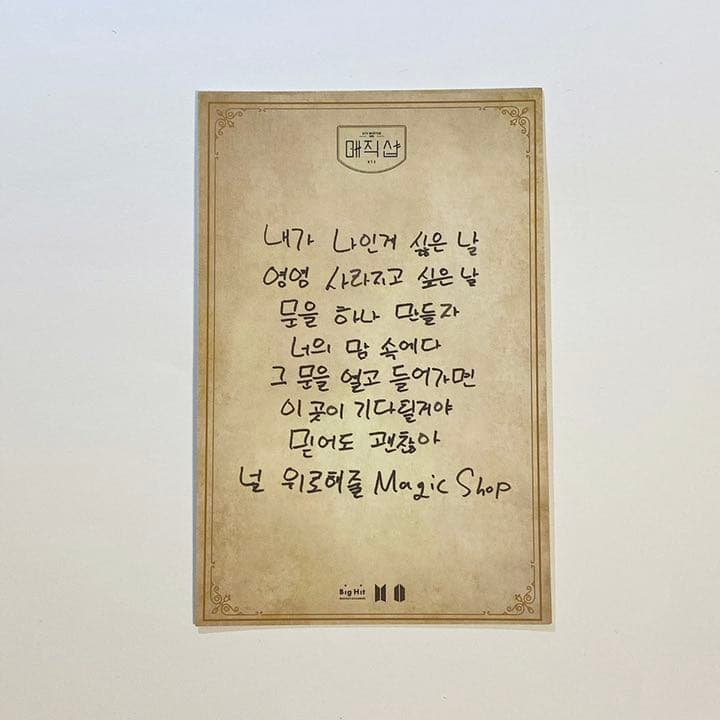 매직샵
BTS
내가 나인거 싫은 날
영영 사라지고 싶은 날
문을 하나 만들자
너의 맘 속에다
그 문을 열고 들어가면
이 곳이 기다릴거야
믿어도 괜찮아
널 위로해줄 Magic Shop
Big Hit